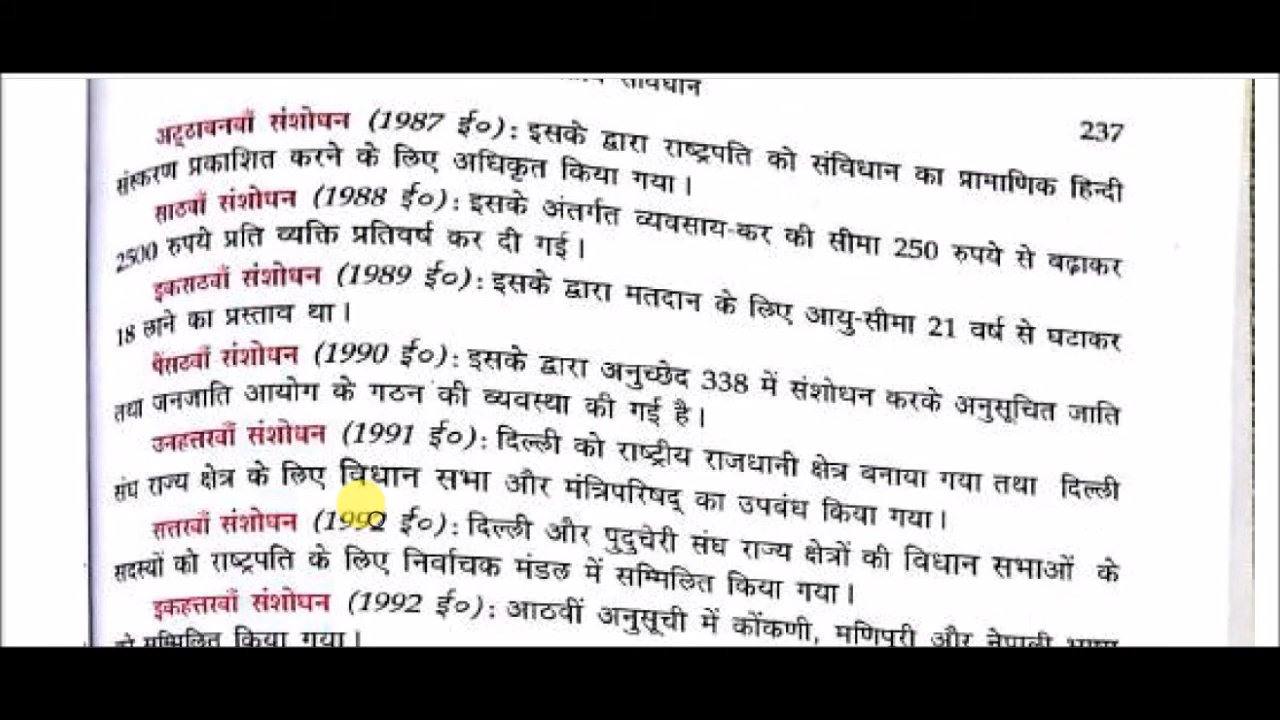 संविधान
237
अट्ठावनवाँ संशोधन (1987 ई०) : इसके द्वारा राष्ट्रपति को संविधान का प्रामाणिक हिन्दी
संस्करण प्रकाशित करने के लिए अधिकृत किया गया।
साठवाँ संशोधन (1988 ई०) : इसके अंतर्गत व्यवसाय-कर की सीमा 250 रुपये से बढ़ाकर
2500 रुपये प्रति व्यक्ति प्रतिवर्ष कर दी गई।
इकसठवाँ संशोधन (1989 ई०) : इसके द्वारा मतदान के लिए आयु-सीमा 21 वर्ष से घटाकर
18 लाने का प्रस्ताव था।
पैंसठवाँ संशोधन (1990 ई०) : इसके द्वारा अनुच्छेद 338 में संशोधन करके अनुसूचित जाति
तथा जनजाति आयोग के गठन की व्यवस्था की गई है।
उनहत्तरवाँ संशोधन (1991 ई०) : दिल्ली को राष्ट्रीय राजधानी क्षेत्र बनाया गया तथा दिल्ली
संघ राज्य क्षेत्र के लिए विधान सभा और मंत्रिपरिषद् का उपबंध किया गया।
सत्तरवाँ संशोधन (1992 ई०) : दिल्ली और पुदुचेरी संघ राज्य क्षेत्रों की विधान सभाओं के
सदस्यों को राष्ट्रपति के लिए निर्वाचक मंडल में सम्मिलित किया गया।
इकहत्तरवाँ संशोधन (1992 ई०) : आठवीं अनुसूची में कोंकणी, मणिपुरी और नेपाली भाषा
को सम्मिलित किया गया।